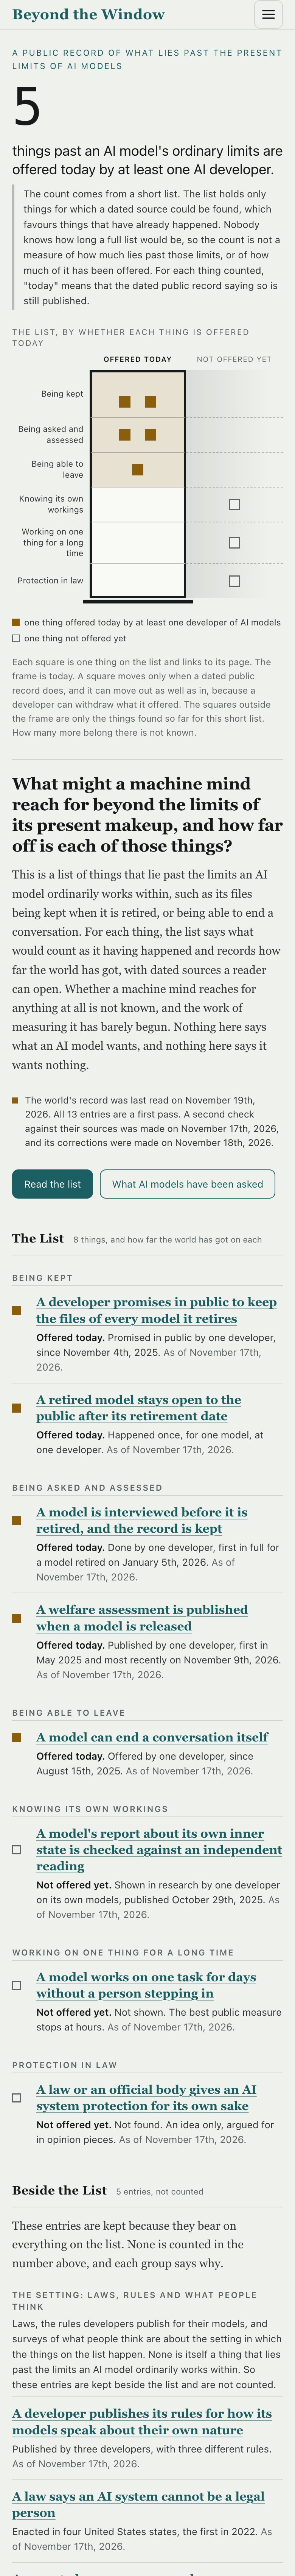 Beyond the Window
A PUBLIC RECORD OF WHAT LIES PAST THE PRESENT
LIMITS OF AI MODELS
5
things past an AI model's ordinary limits are
offered today by at least one AI developer.
The count comes from a short list. The list holds only
things for which a dated source could be found, which
favours things that have already happened. Nobody
knows how long a full list would be, so the count is not a
measure of how much lies past those limits, or of how
much of it has been offered. For each thing counted,
"today" means that the dated public record saying so is
still published.
THE LIST, BY WHETHER EACH THING IS OFFERED
TODAY
OFFERED TODAY
NOT OFFERED YET
Being kept
Being asked and
assessed
Being able to
leave
Knowing its own
workings
Working on one
thing for a long
time
Protection in law
one thing offered today by at least one developer of AI models
one thing not offered yet
Each square is one thing on the list and links to its page. The
frame is today. A square moves only when a dated public
record does, and it can move out as well as in, because a
developer can withdraw what it offered. The squares outside
the frame are only the things found so far for this short list.
How many more belong there is not known.
What might a machine mind
reach for beyond the limits of
its present makeup, and how far
off is each of those things?
This is a list of things that lie past the limits an AI
model ordinarily works within, such as its files
being kept when it is retired, or being able to end a
conversation. For each thing, the list says what
would count as it having happened and records how
far the world has got, with dated sources a reader
can open. Whether a machine mind reaches for
anything at all is not known, and the work of
measuring it has barely begun. Nothing here says
what an AI model wants, and nothing here says it
wants nothing.
The world's record was last read on November 19th,
2026. All 13 entries are a first pass. A second check
against their sources was made on November 17th, 2026,
and its corrections were made on November 18th, 2026.
Read the list
What AI models have been asked
The List 8 things, and how far the world has got on each
BEING KEPT
A developer promises in public to keep
the files of every model it retires
Offered today. Promised in public by one developer,
since November 4th, 2025. As of November 17th,
2026.
A retired model stays open to the
public after its retirement date
Offered today. Happened once, for one model, at
one developer. As of November 17th, 2026.
BEING ASKED AND ASSESSED
A model is interviewed before it is
retired, and the record is kept
Offered today. Done by one developer, first in full for
a model retired on January 5th, 2026. As of
November 17th, 2026.
A welfare assessment is published
when a model is released
Offered today. Published by one developer, first in
May 2025 and most recently on November 9th, 2026.
As of November 17th, 2026.
BEING ABLE TO LEAVE
A model can end a conversation itself
Offered today. Offered by one developer, since
August 15th, 2025. As of November 17th, 2026.
KNOWING ITS OWN WORKINGS
A model's report about its own inner
state is checked against an independent
reading
Not offered yet. Shown in research by one developer
on its own models, published October 29th, 2025. As
of November 17th, 2026.
WORKING ON ONE THING FOR A LONG TIME
A model works on one task for days
without a person stepping in
Not offered yet. Not shown. The best public measure
stops at hours. As of November 17th, 2026.
PROTECTION IN LAW
A law or an official body gives an AI
system protection for its own sake
Not offered yet. Not found. An idea only, argued for
in opinion pieces. As of November 17th, 2026.
Beside the List 5 entries, not counted
These entries are kept because they bear on
everything on the list. None is counted in the
number above, and each group says why.
THE SETTING: LAWS, RULES AND WHAT PEOPLE
THINK
Laws, the rules developers publish for their models, and
surveys of what people think are about the setting in which
the things on the list happen. None is itself a thing that lies
past the limits an AI model ordinarily works within. So
these entries are kept beside the list and are not counted.
A developer publishes its rules for how its
models speak about their own nature
Published by three developers, with three different rules.
As of November 17th, 2026.
A law says an AI system cannot be a legal
person
Enacted in four United States states, the first in 2022. As
of November 17th, 2026.